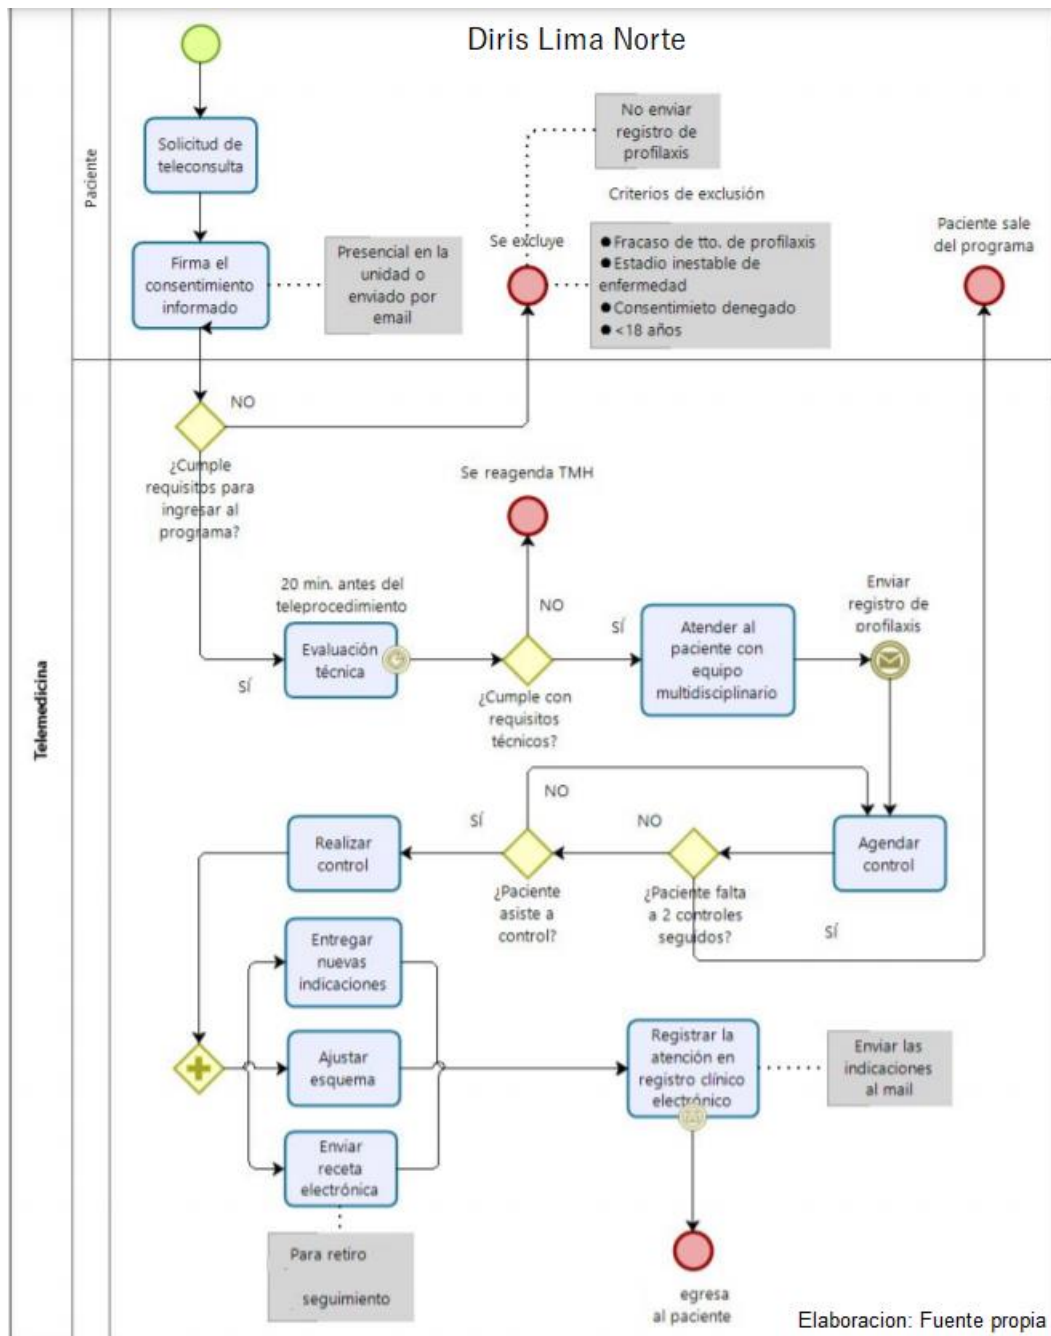 Diris Lima Norte
Paciente
Solicitud de
teleconsulta
Firma el
consentimiento
informado
Presencial en la
unidad o
enviado por
email
No enviar
registro de
profilaxis
Criterios de exclusión
Se excluye
● Fracaso de tto. de profilaxis
● Estadio inestable de
enfermedad
● Consentimieto denegado
● <18 años
Paciente sale
del programa
Telemedicina
NO
¿Cumple
requisitos para
ingresar al
programa?
SÍ
Se reagenda TMH
20 min. antes del
teleprocedimiento
Evaluación
técnica
NO
¿Cumple con
requisitos
técnicos?
SÍ
Atender al
paciente con
equipo
multidisciplinario
Enviar
registro de
profilaxis
Agendar
control
NO
¿Paciente falta
a 2 controles
seguidos?
SÍ
NO
SÍ
¿Paciente
asiste a
control?
Realizar
control
Entregar
nuevas
indicaciones
Ajustar
esquema
Enviar
receta
electrónica
Para retiro
seguimiento
Registrar la
atención en
registro clínico
electrónico
Enviar las
indicaciones
al mail
egresa
al paciente
Elaboracion: Fuente propia